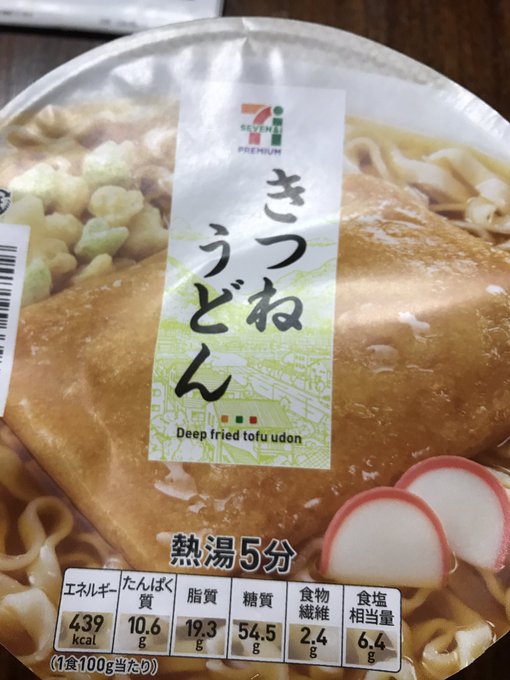 7i
SEVEN&i
PREMIUM
きつね
うどん
Deep fried tofu udon
熱湯5分
エネルギー
439
kcal
たんぱく
質
10.6
g
脂質
19.3
g
糖質
54.5
g
食物
繊維
2.4
g
食塩
相当量
6.4
g
(1食100g当たり)